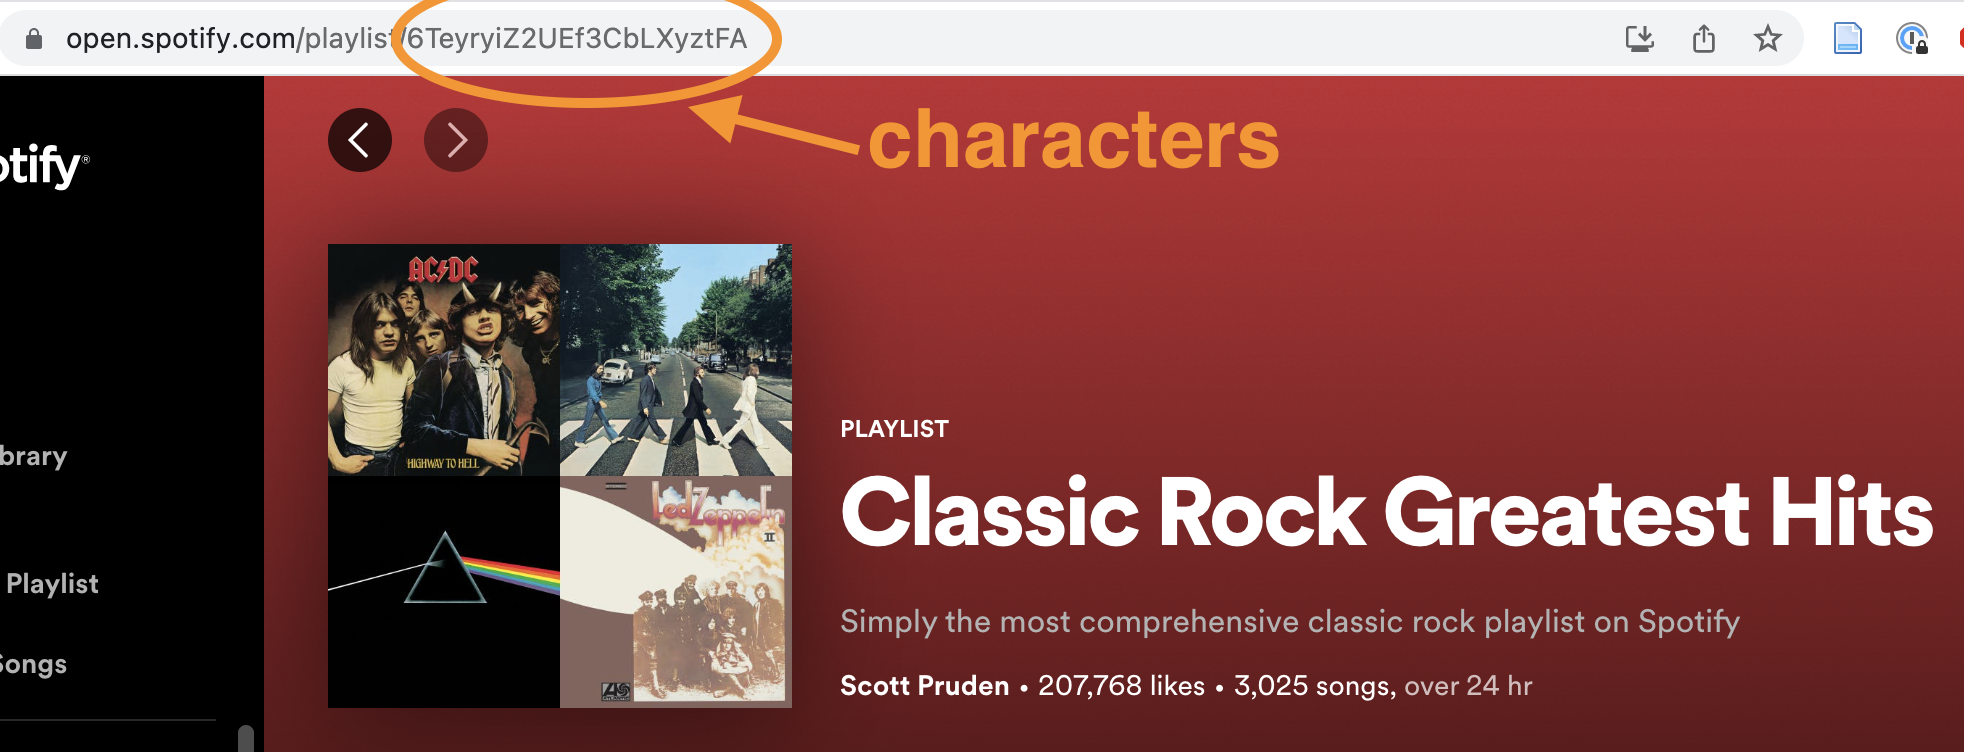 open.spotify.com/playlist/6TeyryiZ2UEf3CbLXyztFA
characters
otify®
AC/DC
HIGHWAY TO HELL
Led Zeppelin
II
PLAYLIST
Classic Rock Greatest Hits
brary
Simply the most comprehensive classic rock playlist on Spotify
Playlist
Songs
Scott Pruden • 207,768 likes • 3,025 songs, over 24 hr